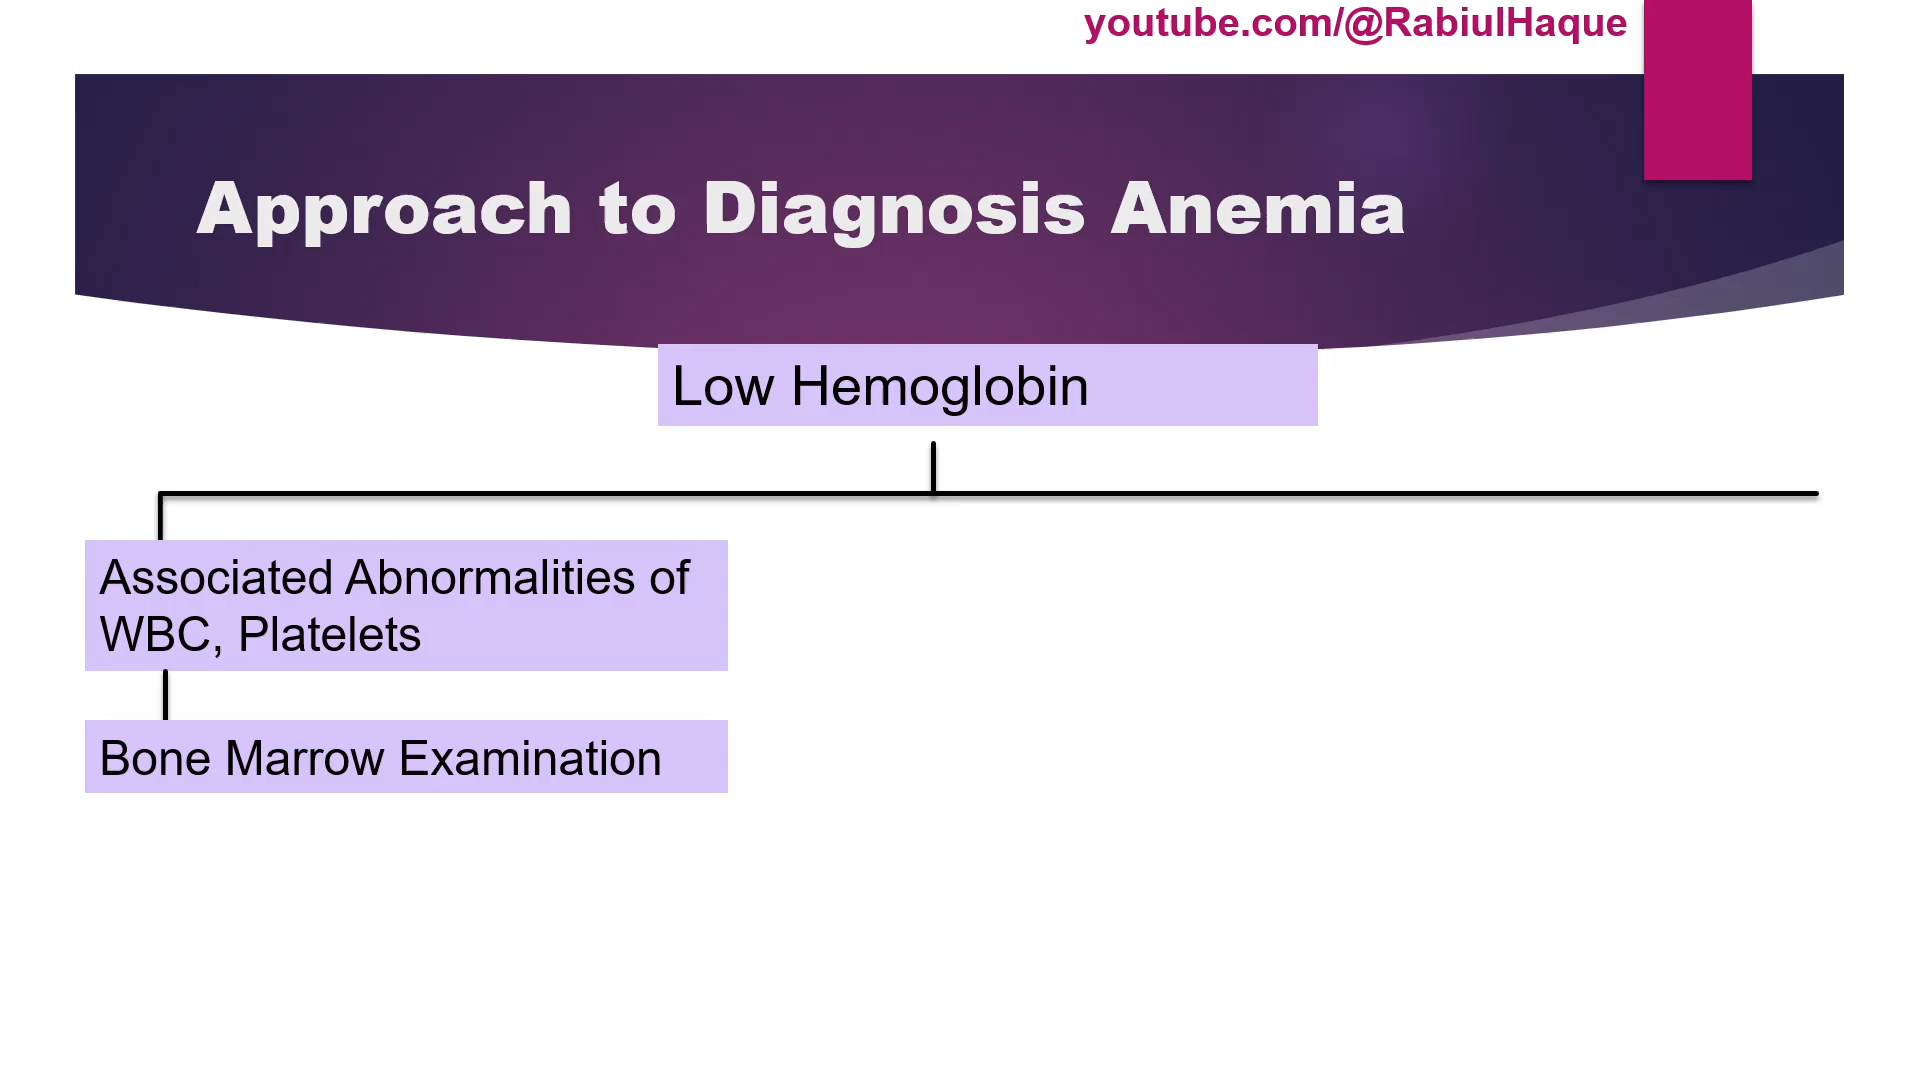 youtube.com/@RabiulHaque
Approach to Diagnosis Anemia
Low Hemoglobin
Associated Abnormalities of
WBC, Platelets
Bone Marrow Examination